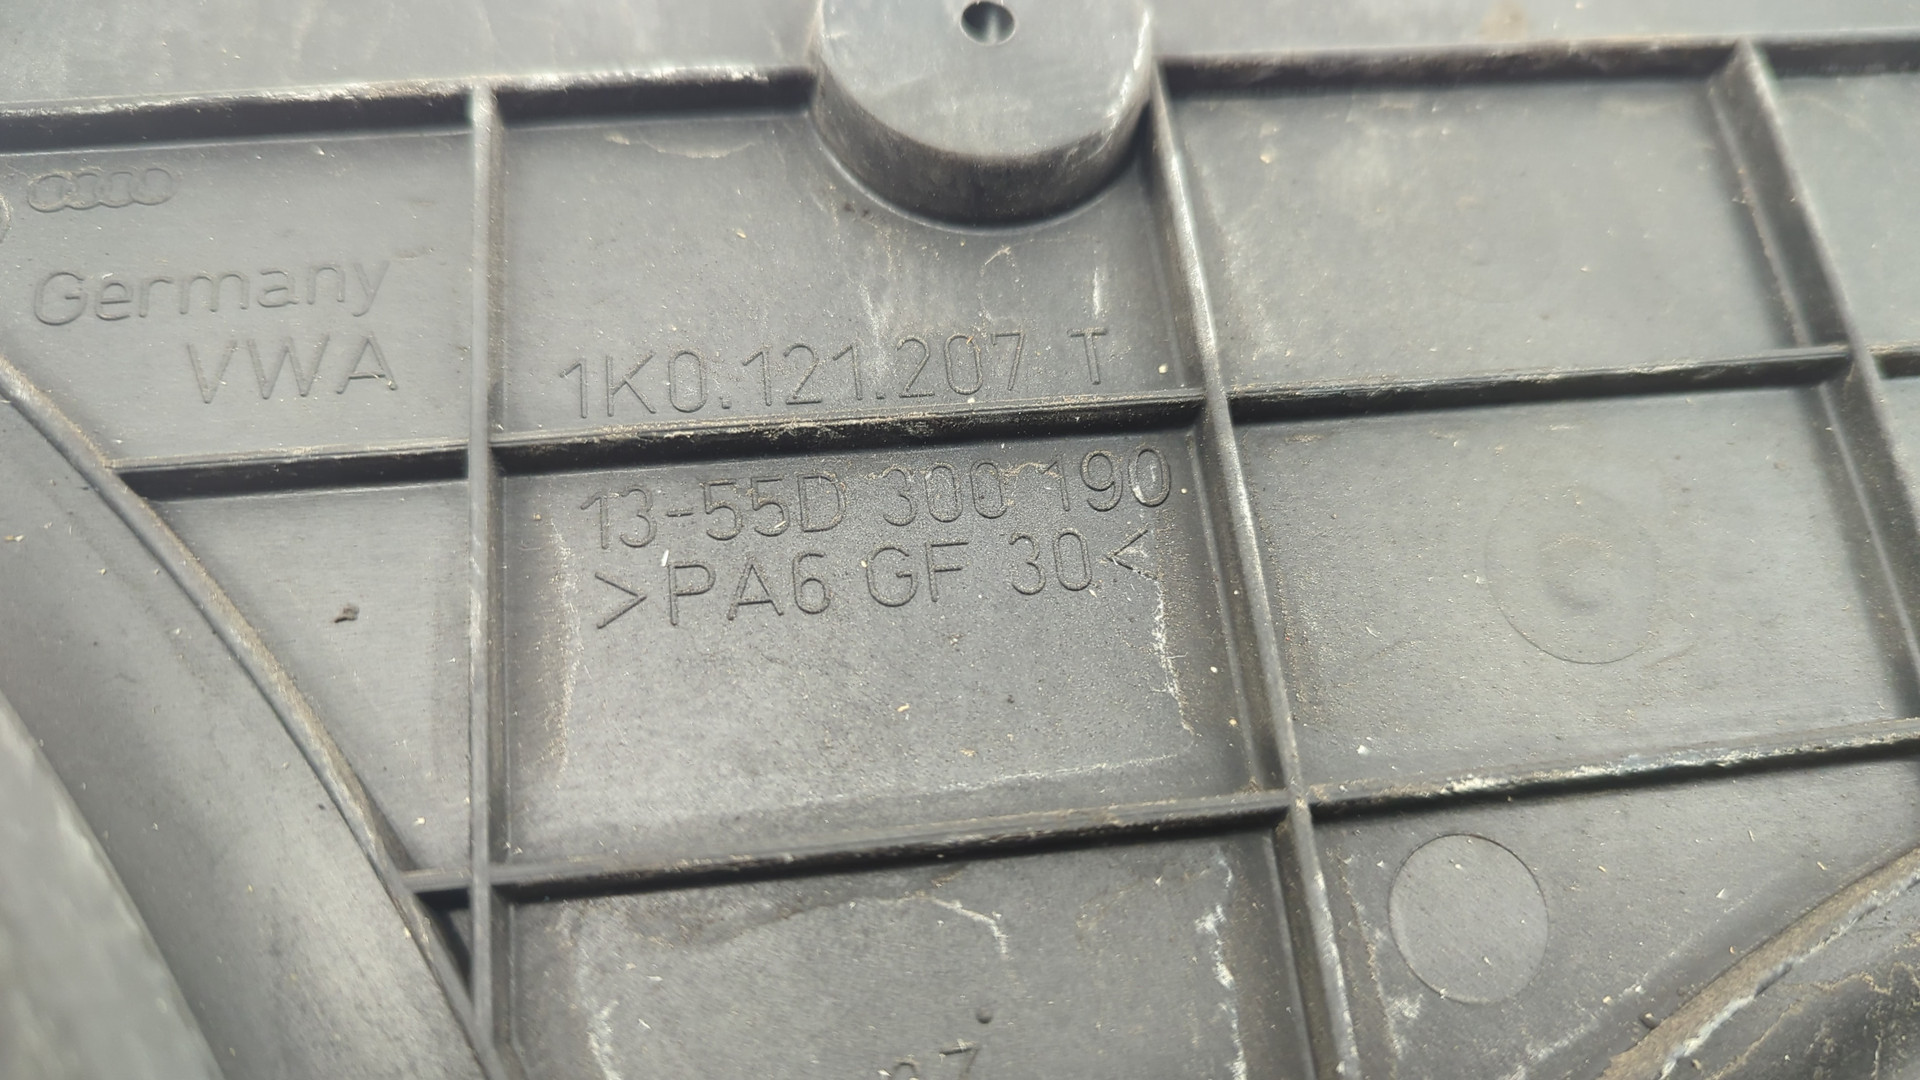 Germany
VWA
1K0.121.207 T
13-55D 300 190
>PA6 GF 30<